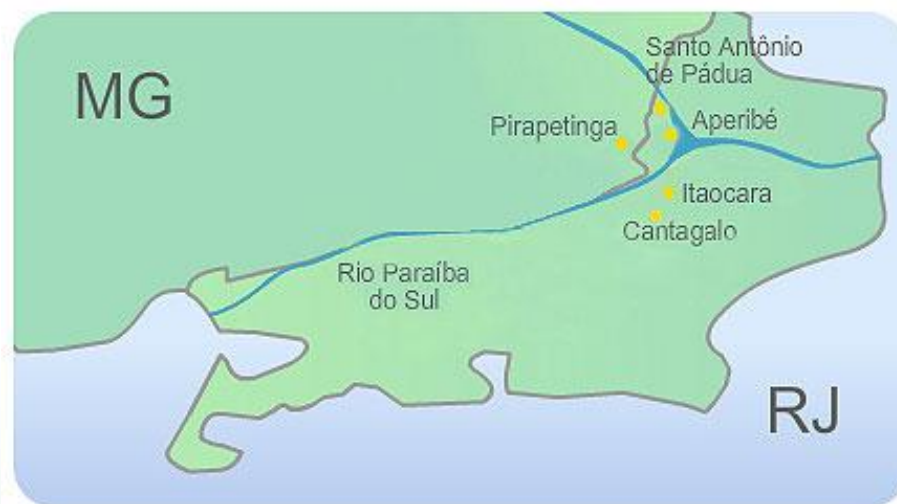 MG
Santo Antônio
de Pádua
Pirapetinga
Aperibé
Itaocara
Cantagalo
Rio Paraíba
do Sul
RJ